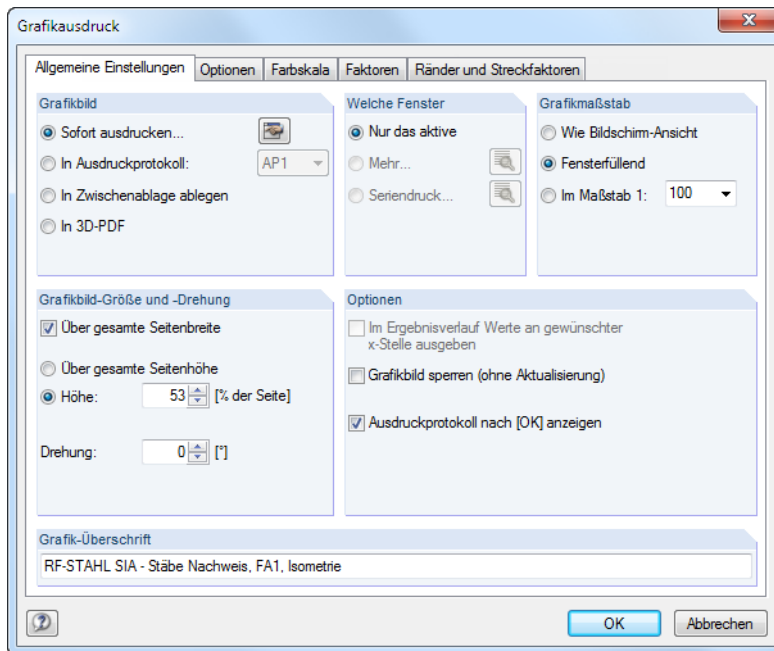 Grafikausdruck
Allgemeine Einstellungen
Optionen
Farbskala
Faktoren
Ränder und Streckfaktoren
Grafikbild
Sofort ausdrucken...
In Ausdruckprotokoll:
AP1
In Zwischenablage ablegen
In 3D-PDF
Welche Fenster
Nur das aktive
Mehr...
Seriendruck...
Grafikmaßstab
Wie Bildschirm-Ansicht
Fensterfüllend
Im Maßstab 1:
100
Grafikbild-Größe und -Drehung
Über gesamte Seitenbreite
Über gesamte Seitenhöhe
Höhe:
53
[% der Seite]
Drehung:
0
[°]
Optionen
Im Ergebnisverlauf Werte an gewünschter
x-Stelle ausgeben
Grafikbild sperren (ohne Aktualisierung)
Ausdruckprotokoll nach [OK] anzeigen
Grafik-Überschrift
RF-STAHL SIA - Stäbe Nachweis, FA1, Isometrie
OK
Abbrechen